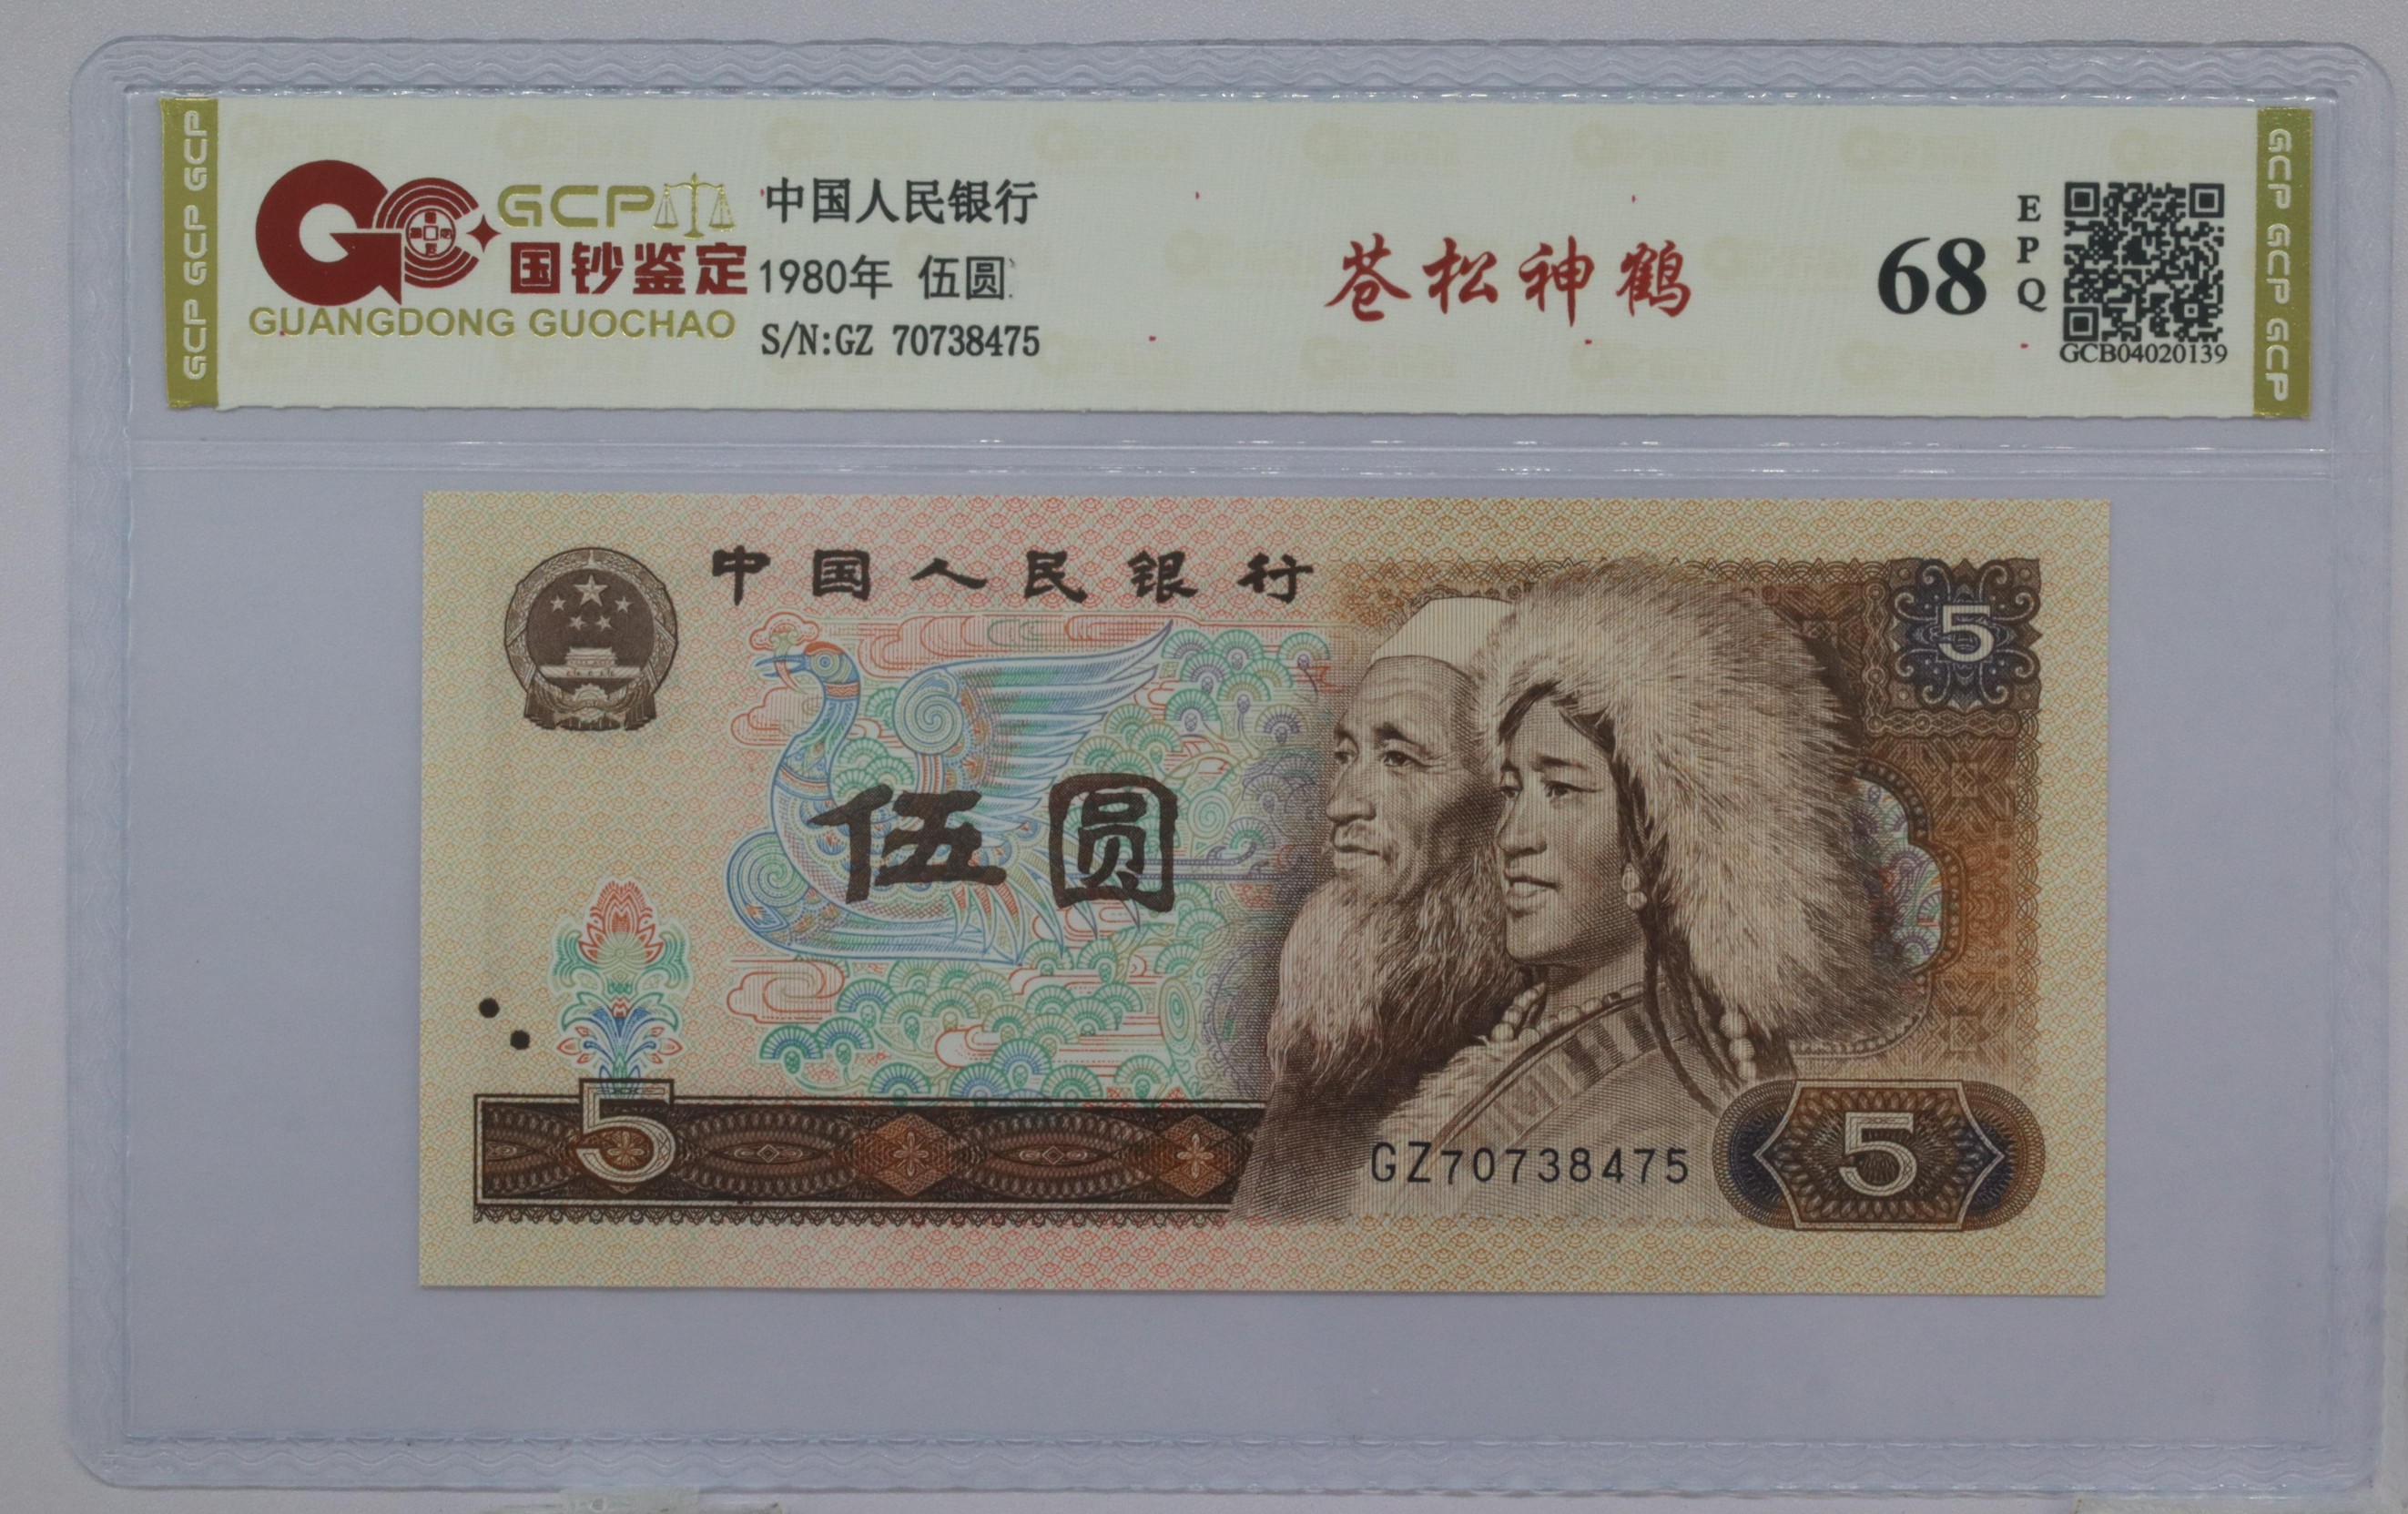 GCP GCP GCP
GCP
国钞鉴定
GUANGDONG GUOCHAO
中国人民银行
1980年 伍圆
S/N:GZ 70738475
苍松神鹤
68
EPQ
GCB04020139
GCP GCP GCP
中国人民银行
5
伍圆
5
GZ70738475
5